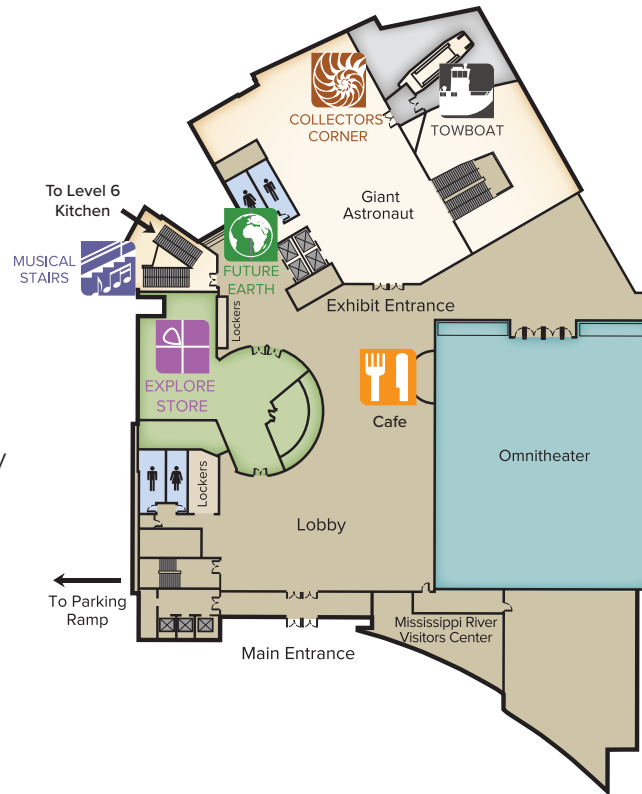 COLLECTORS
CORNER
TOWBOAT
To Level 6
Kitchen
Giant
Astronaut
MUSICAL
STAIRS
FUTURE
EARTH
Exhibit Entrance
Lockers
EXPLORE
STORE
Cafe
Omnitheater
y
Lockers
Lobby
To Parking
Ramp
Mississippi River
Visitors Center
Main Entrance